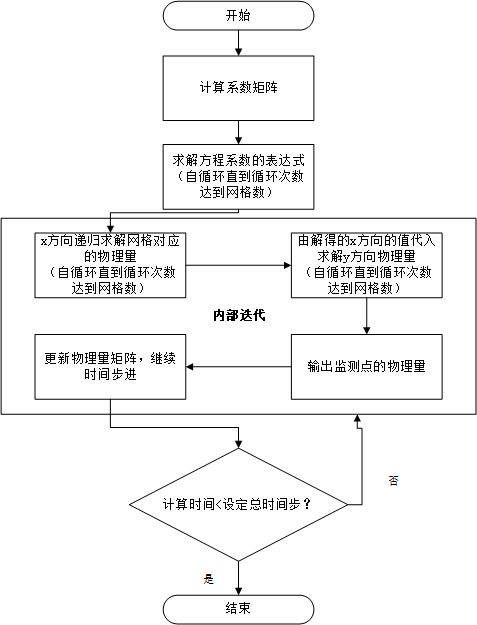 开始
计算系数矩阵
求解方程系数的表达式
（自循环直到循环次数
达到网格数）
x方向递归求解网格对应
的物理量
（自循环直到循环次数
达到网格数）
由解得的x方向的值代入
求解y方向物理量
（自循环直到循环次数
达到网格数）
内部迭代
更新物理量矩阵，继续
时间步进
输出监测点的物理量
计算时间<设定总时间步？
否
是
结束